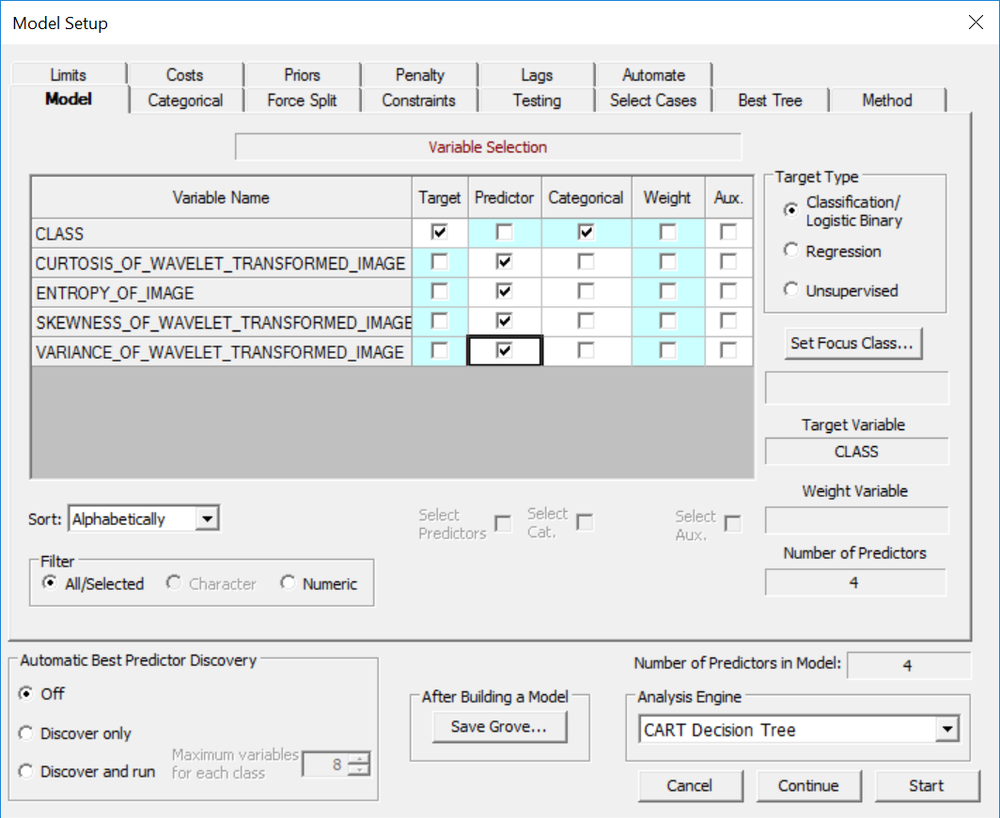 Model Setup
Limits Costs Priors Penalty Lags Automate
Model Categorical Force Split Constraints Testing Select Cases Best Tree Method
Variable Selection
Variable Name Target Predictor Categorical Weight Aux.
CLASS
CURTOSIS_OF_WAVELET_TRANSFORMED_IMAGE
ENTROPY_OF_IMAGE
SKEWNESS_OF_WAVELET_TRANSFORMED_IMAGE
VARIANCE_OF_WAVELET_TRANSFORMED_IMAGE
Target Type
Classification/
Logistic Binary
Regression
Unsupervised
Set Focus Class...
Target Variable
CLASS
Weight Variable
Number of Predictors
4
Sort: Alphabetically
Select
Predictors
Select
Cat.
Select
Aux.
Filter
All/Selected Character Numeric
Automatic Best Predictor Discovery
Off
Discover only
Discover and run
Maximum variables
for each class
8
After Building a Model
Save Grove...
Number of Predictors in Model: 4
Analysis Engine
CART Decision Tree
Cancel Continue Start